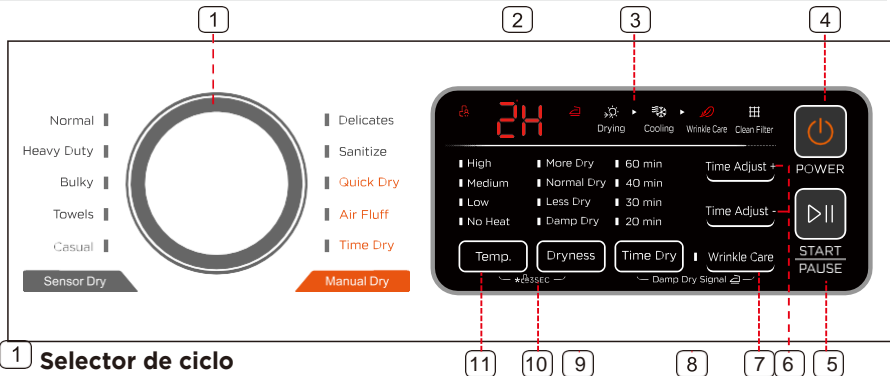 1 2 3 4
Normal
Heavy Duty
Bulky
Towels
Casual
Sensor Dry
Delicates
Sanitize
Quick Dry
Air Fluff
Time Dry
Manual Dry
2H
Drying Cooling Wrinkle Care Clean Filter
High More Dry 60 min
Medium Normal Dry 40 min
Low Less Dry 30 min
No Heat Damp Dry 20 min
Time Adjust +
Time Adjust -
Temp. Dryness Time Dry Wrinkle Care
3SEC Damp Dry Signal
POWER
START
PAUSE
1 Selector de ciclo
11 10 9 8 7 6 5